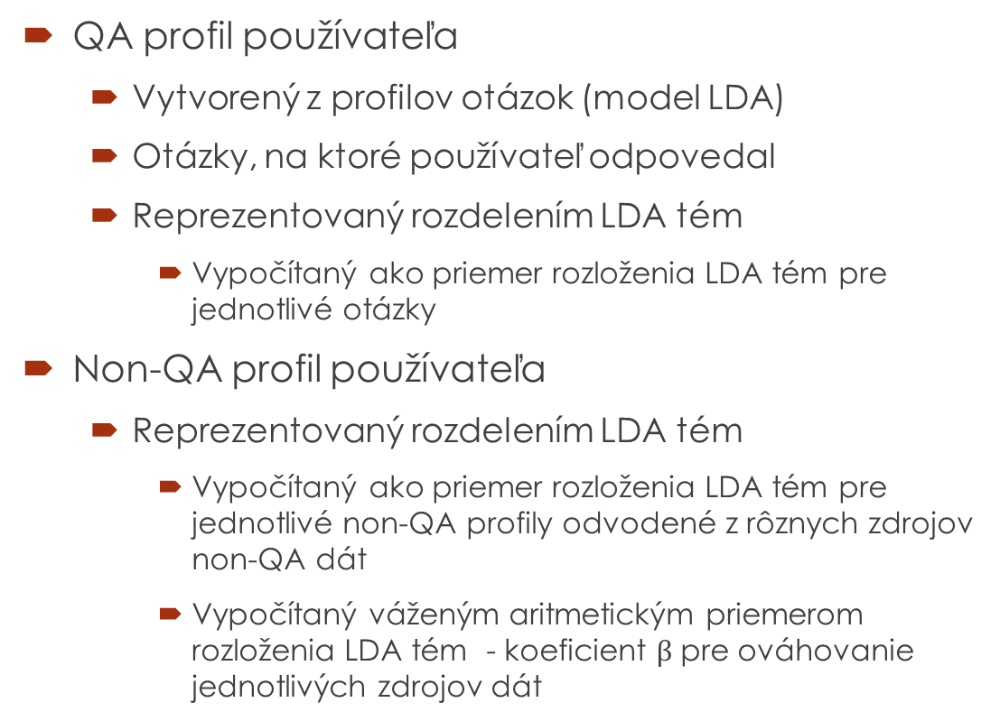 QA profil používateľa
Vytvorený z profilov otázok (model LDA)
Otázky, na ktoré používateľ odpovedal
Reprezentovaný rozdelením LDA tém
Vypočítaný ako priemer rozloženia LDA tém pre
jednotlivé otázky
Non-QA profil používateľa
Reprezentovaný rozdelením LDA tém
Vypočítaný ako priemer rozloženia LDA tém pre
jednotlivé non-QA profily odvodené z rôznych zdrojov
non-QA dát
Vypočítaný váženým aritmetickým priemerom
rozloženia LDA tém - koeficient β pre ováhovanie
jednotlivých zdrojov dát